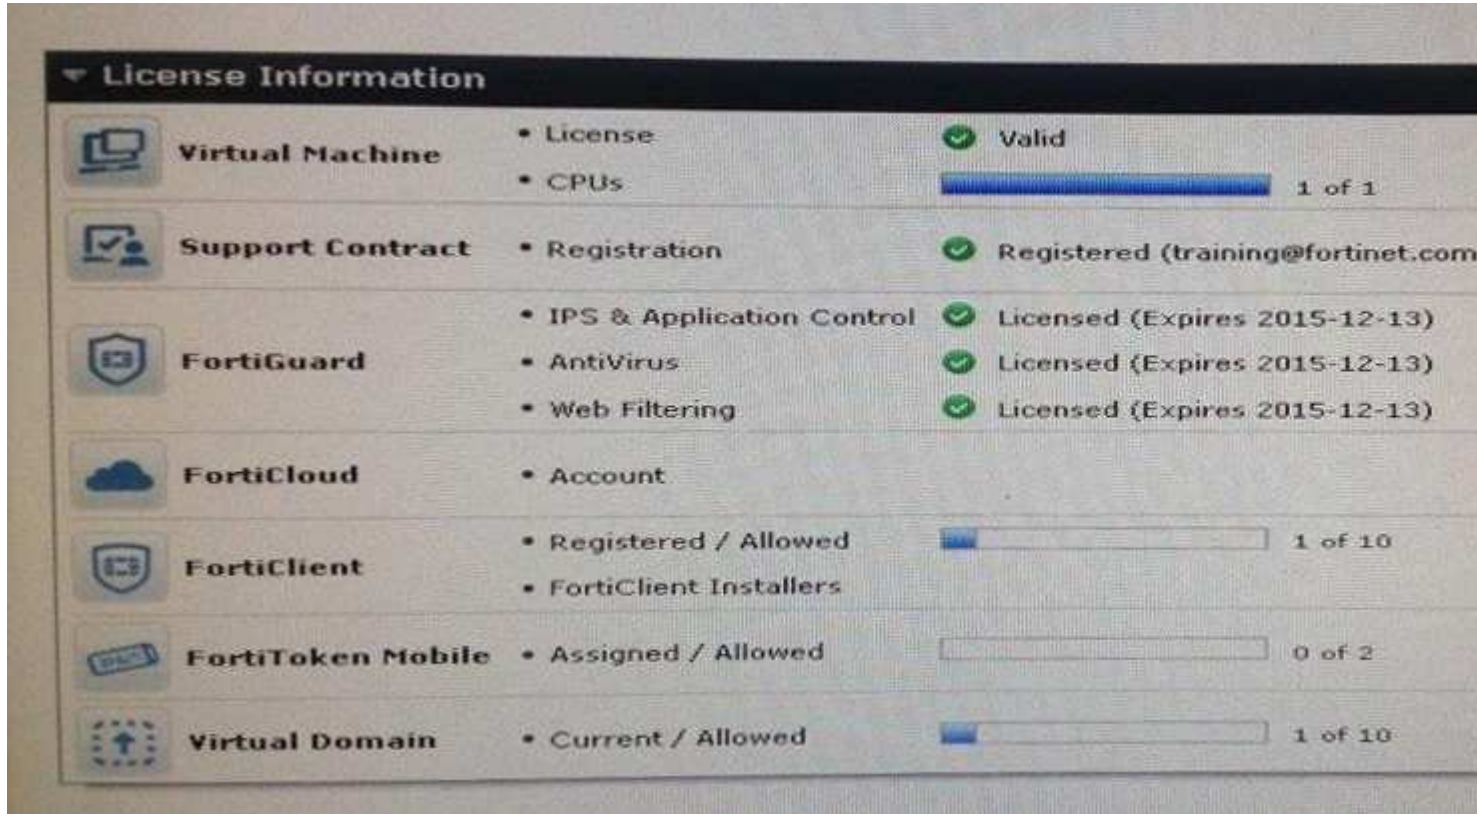 License Information
Virtual Machine
• License
Valid
• CPUs
1 of 1
Support Contract
• Registration
Registered (training@fortinet.com
FortiGuard
• IPS & Application Control
Licensed (Expires 2015-12-13)
• AntiVirus
Licensed (Expires 2015-12-13)
• Web Filtering
Licensed (Expires 2015-12-13)
FortiCloud
• Account
FortiClient
• Registered / Allowed
1 of 10
• FortiClient Installers
FortiToken Mobile
• Assigned / Allowed
0 of 2
Virtual Domain
• Current / Allowed
1 of 10